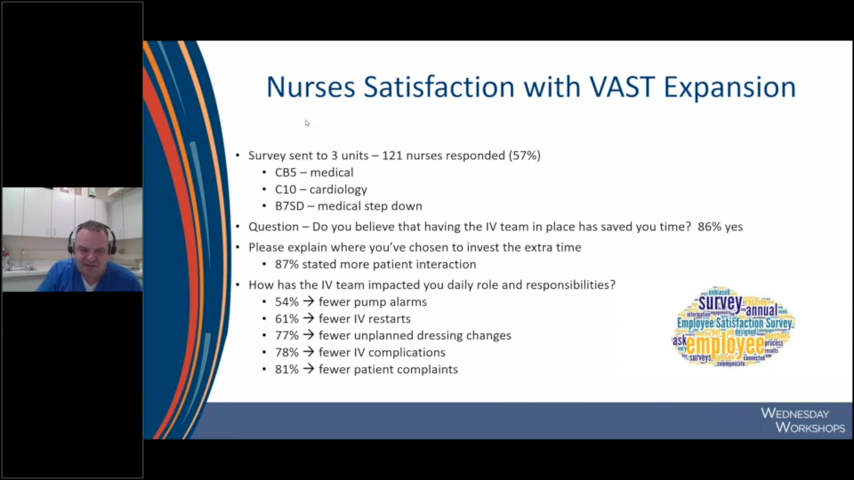 Nurses Satisfaction with VAST Expansion
• Survey sent to 3 units – 121 nurses responded (57%)
• CB5 – medical
• C10 – cardiology
• B7SD – medical step down
• Question – Do you believe that having the IV team in place has saved you time? 86% yes
• Please explain where you've chosen to invest the extra time
• 87% stated more patient interaction
• How has the IV team impacted you daily role and responsibilities?
• 54% → fewer pump alarms
• 61% → fewer IV restarts
• 77% → fewer unplanned dressing changes
• 78% → fewer IV complications
• 81% → fewer patient complaints
survey
annual
Employee Satisfaction Survey
ask employee process
surveys
communicate
WEDNESDAY
WORKSHOPS